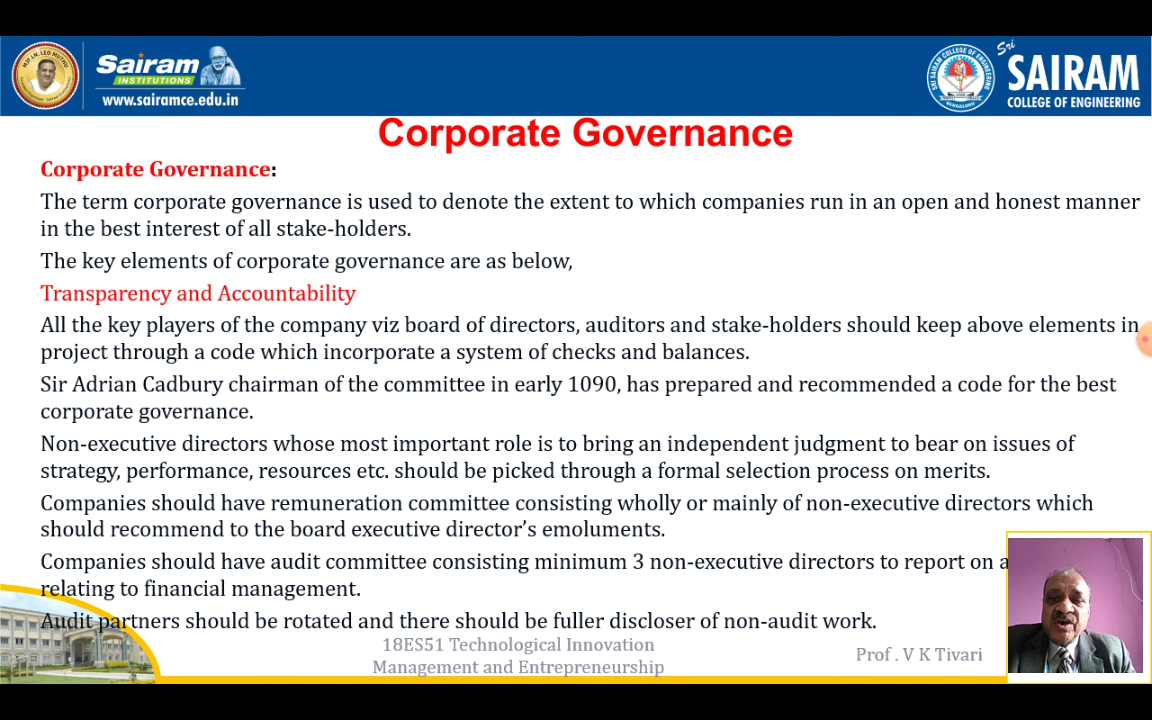 Sairam
INSTITUTIONS
www.sairamce.edu.in
Sri
SAIRAM
COLLEGE OF ENGINEERING
SRI SAIRAM COLLEGE OF ENGINEERING
BENGALURU
Corporate Governance
Corporate Governance:
The term corporate governance is used to denote the extent to which companies run in an open and honest manner
in the best interest of all stake-holders.
The key elements of corporate governance are as below,
Transparency and Accountability
All the key players of the company viz board of directors, auditors and stake-holders should keep above elements in
project through a code which incorporate a system of checks and balances.
Sir Adrian Cadbury chairman of the committee in early 1090, has prepared and recommended a code for the best
corporate governance.
Non-executive directors whose most important role is to bring an independent judgment to bear on issues of
strategy, performance, resources etc. should be picked through a formal selection process on merits.
Companies should have remuneration committee consisting wholly or mainly of non-executive directors which
should recommend to the board executive director's emoluments.
Companies should have audit committee consisting minimum 3 non-executive directors to report on a
relating to financial management.
Audit partners should be rotated and there should be fuller discloser of non-audit work.
18ES51 Technological Innovation
Management and Entrepreneurship
Prof . V K Tivari